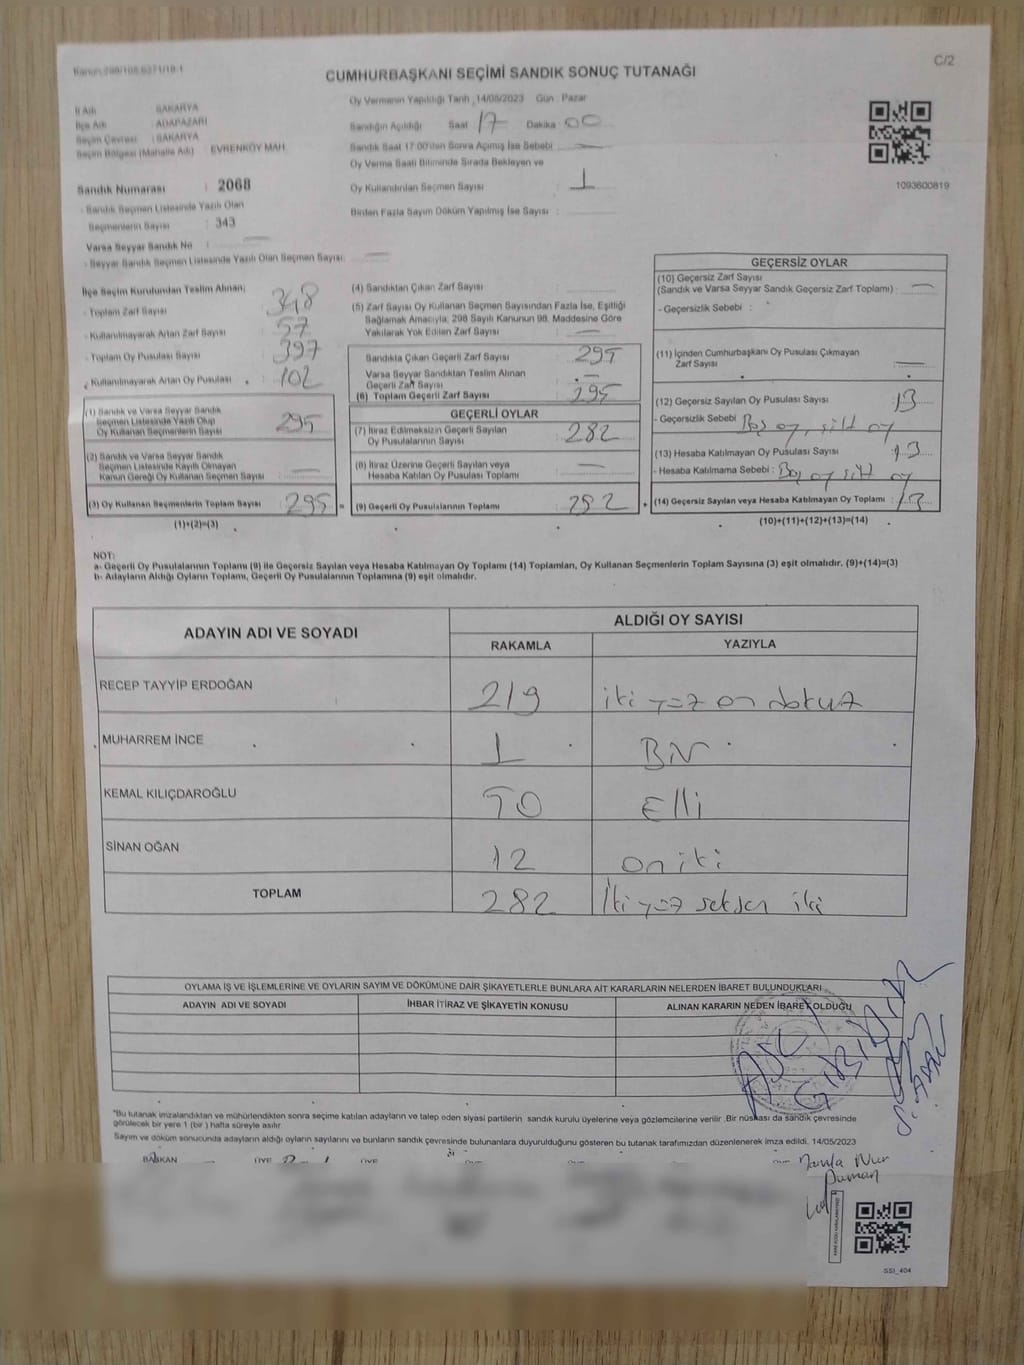 C/2
CUMHURBAŞKANI SEÇİMİ SANDIK SONUÇ TUTANAĞI
Oy Vermenin Yapıldığı Tarih : 14/05/2023 Gün : Pazar
İl Adı : SAKARYA
İlçe Adı : ADAPAZARI
Seçim Çevresi : SAKARYA
Seçim Bölgesi (Mahalle Adı) : EVRENKÖY MAH.
Sandığın Açıldığı Saat 17 Dakika 00
Sandık Saat 17:00'den Sonra Açılmış İse Sebebi
Oy Verme Saati Bitiminde Sırada Bekleyen ve
Oy Kullandırılan Seçmen Sayısı : 1
Birden Fazla Sayım Döküm Yapılmış İse Sayısı :
1093600819
Sandık Numarası : 2068
- Sandık Seçmen Listesinde Yazılı Olan
Seçmenlerin Sayısı : 343
Varsa Seyyar Sandık No :
- Seyyar Sandık Seçmen Listesinde Yazılı Olan Seçmen Sayısı:
İlçe Seçim Kurulundan Teslim Alınan;
- Toplam Zarf Sayısı : 348
- Kullanılmayarak Artan Zarf Sayısı : 57
- Toplam Oy Pusulası Sayısı : 397
- Kullanılmayarak Artan Oy Pusulası : 102
(1) Sandık ve Varsa Seyyar Sandık
Seçmen Listesinde Yazılı Olup
Oy Kullanan Seçmenlerin Sayısı : 295
(2) Sandık ve Varsa Seyyar Sandık
Seçmen Listesinde Kayıtlı Olmayan
Kanun Gereği Oy Kullanan Seçmen Sayısı :
(3) Oy Kullanan Seçmenlerin Toplam Sayısı : 295
(1)+(2)=(3)
(4) Sandıktan Çıkan Zarf Sayısı :
(5) Zarf Sayısı Oy Kullanan Seçmen Sayısından Fazla İse, Eşitliği
Sağlamak Amacıyla, 298 Sayılı Kanunun 98. Maddesine Göre
Yakılarak Yok Edilen Zarf Sayısı :
Sandıkta Çıkan Geçerli Zarf Sayısı : 295
Varsa Seyyar Sandıktan Teslim Alınan
Geçerli Zarf Sayısı :
(6) Toplam Geçerli Zarf Sayısı : 295
GEÇERLİ OYLAR
(7) İtiraz Edilmeksizin Geçerli Sayılan
Oy Pusulalarının Sayısı : 282
(8) İtiraz Üzerine Geçerli Sayılan veya
Hesaba Katılan Oy Pusulası Toplamı :
= (9) Geçerli Oy Pusulalarının Toplamı : 282
GEÇERSİZ OYLAR
(10) Geçersiz Zarf Sayısı
(Sandık ve Varsa Seyyar Sandık Geçersiz Zarf Toplamı) :
- Geçersizlik Sebebi :
(11) İçinden Cumhurbaşkanı Oy Pusulası Çıkmayan
Zarf Sayısı :
(12) Geçersiz Sayılan Oy Pusulası Sayısı : 13
- Geçersizlik Sebebi : Boş oy,
(13) Hesaba Katılmayan Oy Pusulası Sayısı : 13
- Hesaba Katılmama Sebebi : Boş oy
+ (14) Geçersiz Sayılan veya Hesaba Katılmayan Oy Toplamı : 13
(10)+(11)+(12)+(13)=(14)
NOT:
a- Geçerli Oy Pusulalarının Toplamı (9) ile Geçersiz Sayılan veya Hesaba Katılmayan Oy Toplamı (14) Toplamları, Oy Kullanan Seçmenlerin Toplam Sayısına (3) eşit olmalıdır. (9)+(14)=(3)
b- Adayların Aldığı Oyların Toplamı, Geçerli Oy Pusulalarının Toplamına (9) eşit olmalıdır.
ADAYIN ADI VE SOYADI
ALDIĞI OY SAYISI
RAKAMLA YAZIYLA
RECEP TAYYİP ERDOĞAN 219 iki yüz on dokuz
MUHARREM İNCE 1 BİR
KEMAL KILIÇDAROĞLU 50 Elli
SİNAN OĞAN 12 on iki
TOPLAM 282 İki yüz seksen iki
OYLAMA İŞ VE İŞLEMLERİNE VE OYLARIN SAYIM VE DÖKÜMÜNE DAİR ŞİKAYETLERLE BUNLARA AİT KARARLARIN NELERDEN İBARET BULUNDUKLARI
ADAYIN ADI VE SOYADI İHBAR İTİRAZ VE ŞİKAYETİN KONUSU ALINAN KARARIN NEDEN İBARET OLDUĞU
ASLI GİBİDİR
"Bu tutanak imzalandıktan ve mühürlendikten sonra seçime katılan adayların ve talep eden siyasi partilerin sandık kurulu üyelerine veya gözlemcilerine verilir .Bir nüshası da sandık çevresinde
görülecek bir yere 1 (bir ) hafta süreyle asılır
Sayım ve döküm sonucunda adayların aldığı oyların sayılarını ve bunların sandık çevresinde bulunanlara duyurulduğunu gösteren bu tutanak tarafımızdan düzenlenerek imza edildi. 14/05/2023
BAŞKAN
Nur
Duman
SSI_404